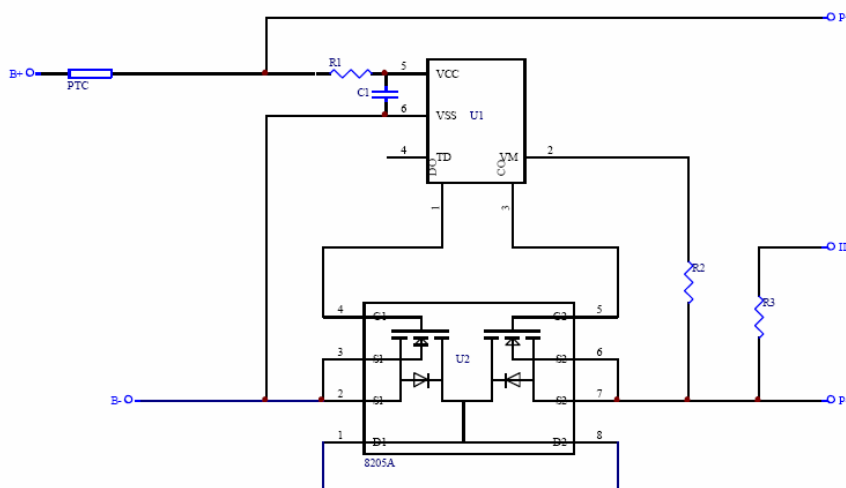 P
B+
PTC
R1
5
VCC
C1
6
VSS
U1
4
TD
VM
2
DO
CO
1
3
ID
R2
R3
4
G1
G2
5
3
S1
U2
S2
6
B-
2
S1
S2
7
P
1
D1
D2
8
8205A